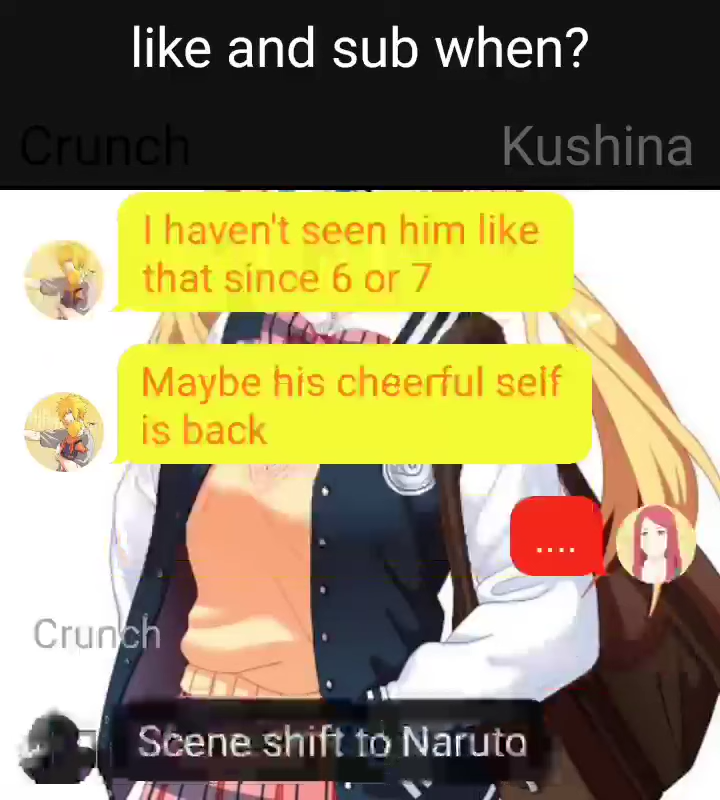 like and sub when?
Crunch
Kushina
I haven't seen him like
that since 6 or 7
Maybe his cheerful self
is back
....
Crunch
Scene shift to Naruto